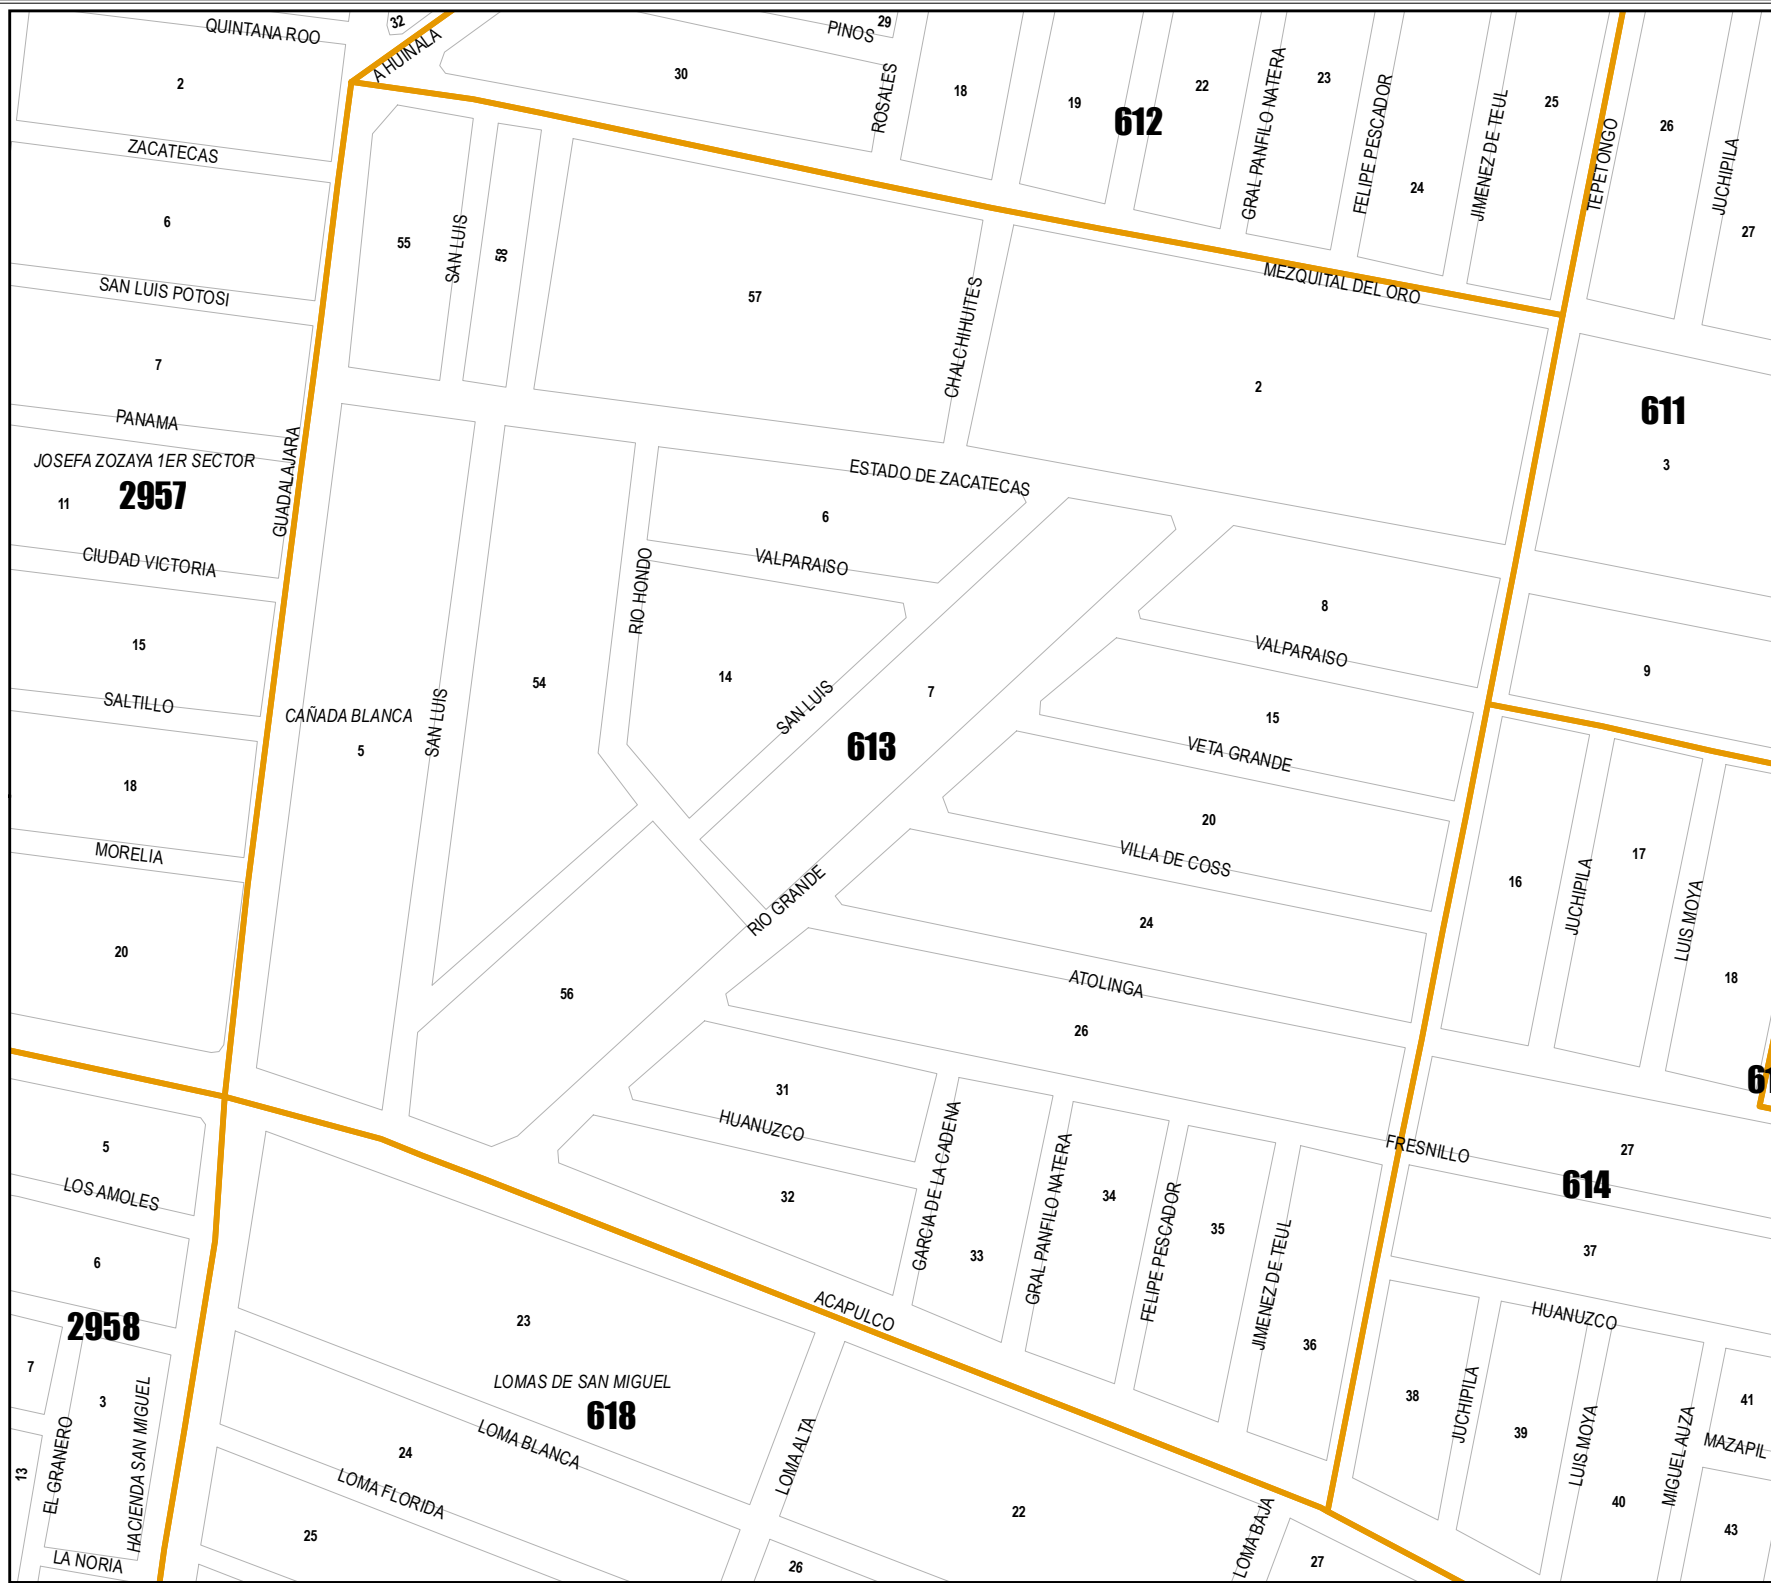 QUINTANA ROO
32
A HUINALA
PINOS
29
2
30
ROSALES
18
19
612
22
GRAL PANFILO NATERA
23
FELIPE PESCADOR
24
JIMENEZ DE TEUL
25
TEPETONGO
26
JUCHIPILA
27
ZACATECAS
6
55
SAN LUIS
58
57
CHALCHIHUITES
MEZQUITAL DEL ORO
SAN LUIS POTOSI
7
2
611
3
PANAMA
JOSEFA ZOZAYA 1ER SECTOR
2957
11
GUADALAJARA
ESTADO DE ZACATECAS
6
VALPARAISO
CIUDAD VICTORIA
RIO HONDO
8
VALPARAISO
15
54
14
SAN LUIS
7
9
SALTILLO
CAÑADA BLANCA
5
SAN LUIS
613
15
VETA GRANDE
18
20
VILLA DE COSS
MORELIA
RIO GRANDE
16
JUCHIPILA
17
LUIS MOYA
18
20
24
56
ATOLINGA
26
61
31
HUANUZCO
GARCIA DE LA CADENA
GRAL PANFILO NATERA
FRESNILLO
27
614
5
LOS AMOLES
32
33
34
FELIPE PESCADOR
35
JIMENEZ DE TEUL
36
37
6
2958
23
ACAPULCO
HUANUZCO
7
3
EL GRANERO
HACIENDA SAN MIGUEL
LOMAS DE SAN MIGUEL
618
LOMA BLANCA
LOMA ALTA
38
JUCHIPILA
39
LUIS MOYA
MIGUEL AUZA
41
MAZAPIL
13
24
LOMA FLORIDA
25
22
LOMA BAJA
40
43
LA NORIA
26
27